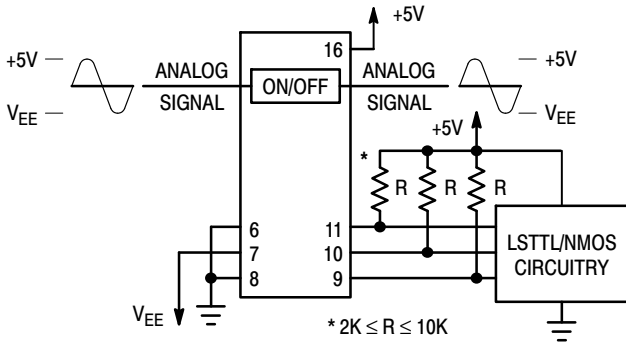 +5V
16
+5V
ANALOG
ANALOG
+5V
ON/OFF
V_EE
SIGNAL
SIGNAL
V_EE
+5V
*
R
R
R
6
11
LSTTL/NMOS
7
10
CIRCUITRY
8
9
V_EE
* 2K ≤ R ≤ 10K